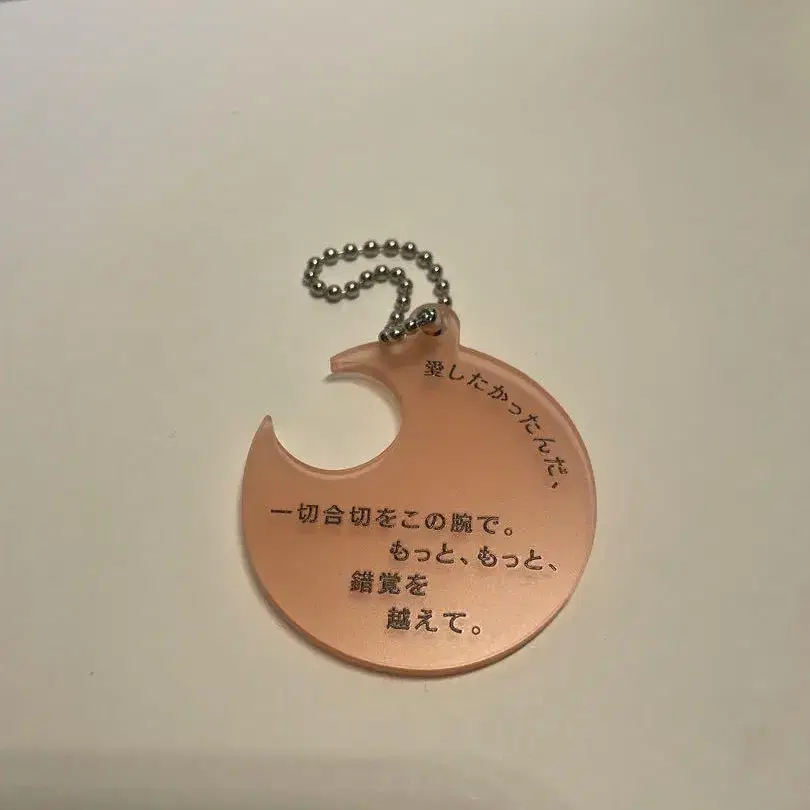 愛したかったんだ、
一切合切をこの腕で。
もっと、もっと、
錯覚を
越えて。